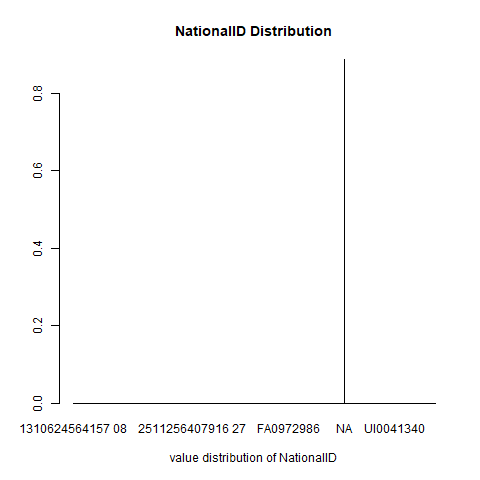 NationalID Distribution
0.8
0.6
0.4
0.2
0.0
1310624564157 08 2511256407916 27 FA0972986 NA UI0041340
value distribution of NationalID